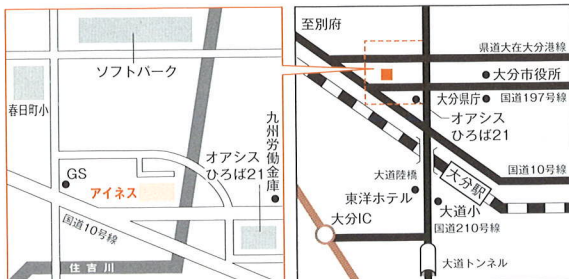 ソフトパーク
春日町小
九州労働金庫
オアシス
ひろば21
GS
アイネス
国道10号線
住吉川
至別府
県道大在大分港線
大分市役所
大分県庁
国道197号線
オアシス
ひろば21
国道10号線
大道陸橋
大分駅
東洋ホテル
大道小
大分IC
国道210号線
大道トンネル